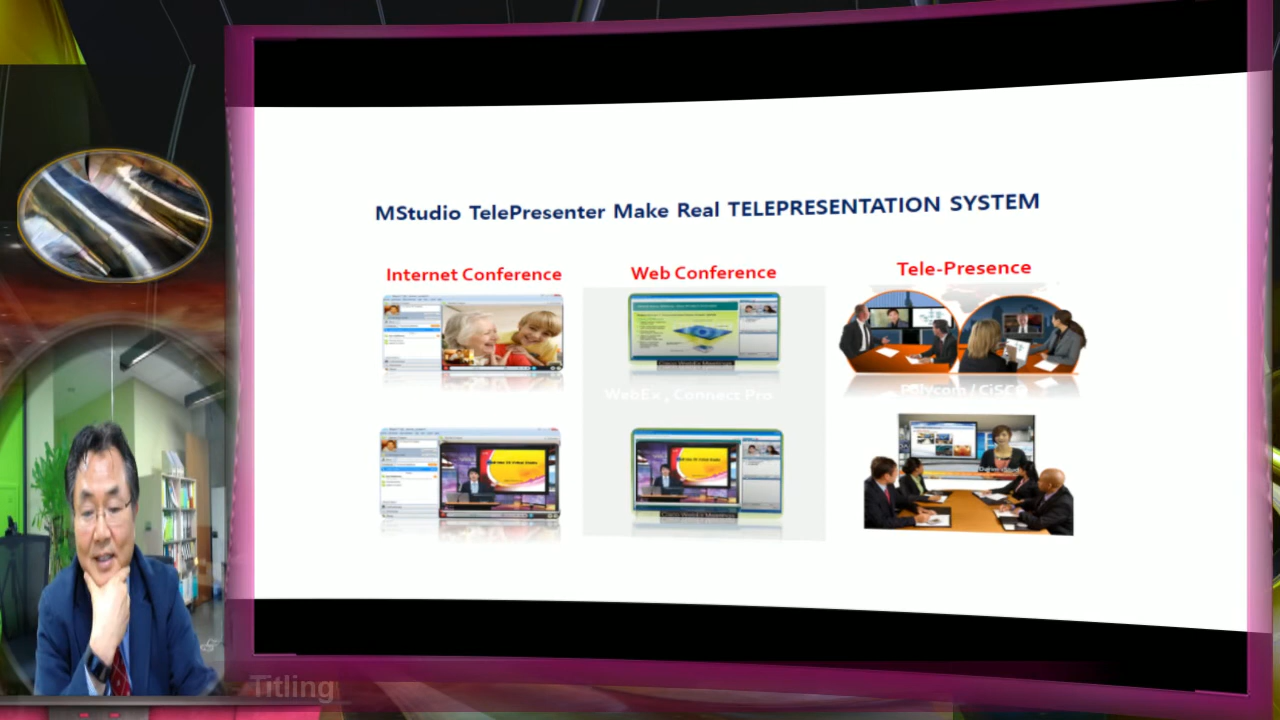 MStudio TelePresenter Make Real TELEPRESENTATION SYSTEM
Internet Conference
Web Conference
Tele-Presence
WebEx , Connect Pro
Polycom / CiSCO
Titling